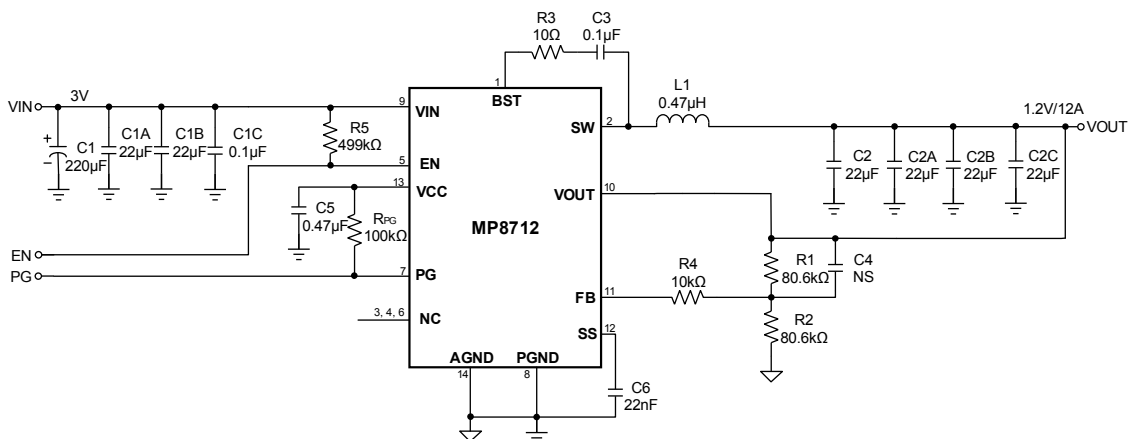 R3
10Ω
C3
0.1µF
1
BST
L1
0.47µH
VIN
3V
9
VIN
SW
2
1.2V/12A
VOUT
+
−
C1
220µF
C1A
22µF
C1B
22µF
C1C
0.1µF
R5
499kΩ
5
EN
C2
22µF
C2A
22µF
C2B
22µF
C2C
22µF
13
VCC
VOUT
10
C5
0.47µF
RPG
100kΩ
MP8712
EN
PG
7
PG
R1
80.6kΩ
C4
NS
R4
10kΩ
FB
11
3, 4, 6
NC
SS
12
R2
80.6kΩ
AGND
14
PGND
8
C6
22nF